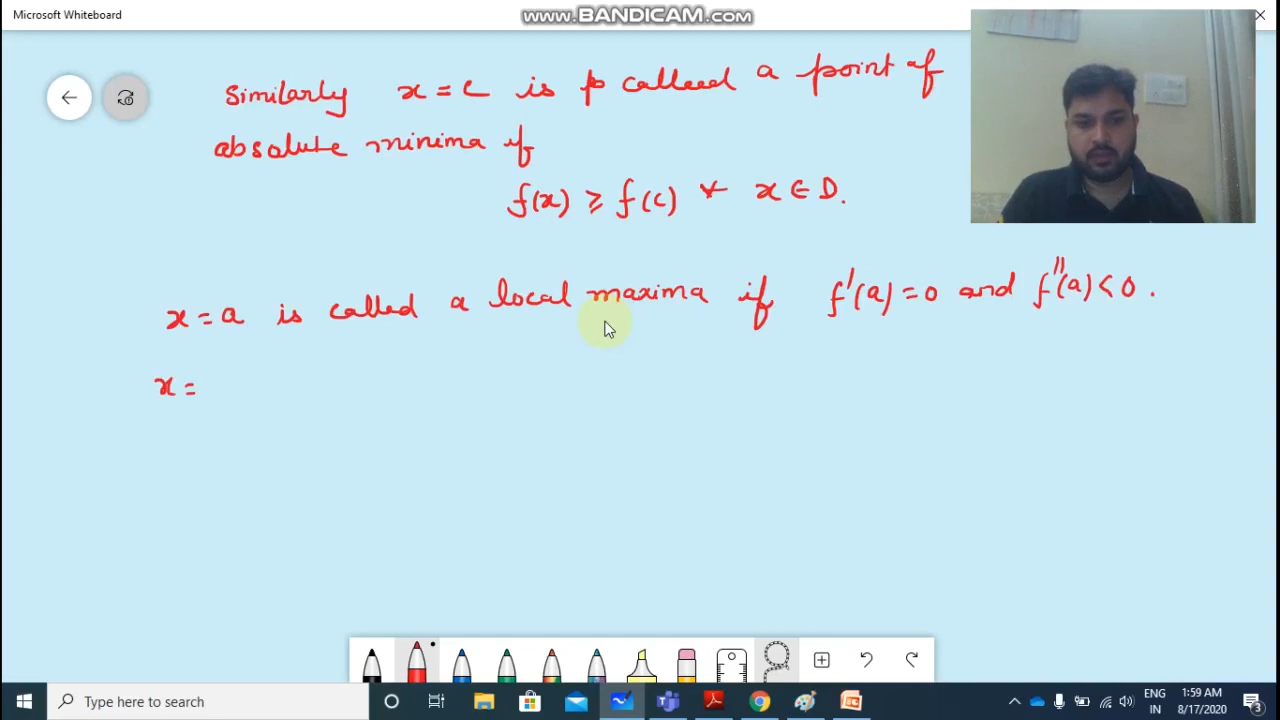 Microsoft Whiteboard
www.BANDICAM.com
Similarly x = c is p called a point of
absolute minima if
f(x) ≥ f(c) ∀ x ∈ D.
x = a is called a local maxima if f'(a) = 0 and f''(a) < 0.
x =
Type here to search
ENG
IN
1:59 AM
8/17/2020
3